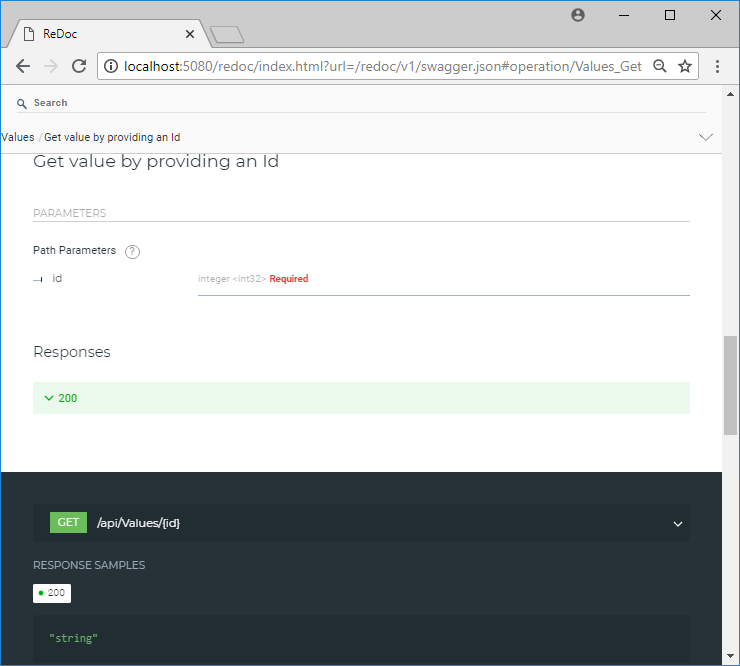 ReDoc
localhost:5080/redoc/index.html?url=/redoc/v1/swagger.json#operation/Values_Get
Search
Values / Get value by providing an Id
Get value by providing an Id
PARAMETERS
Path Parameters ?
id integer <int32> Required
Responses
200
GET /api/Values/{id}
RESPONSE SAMPLES
200
"string"